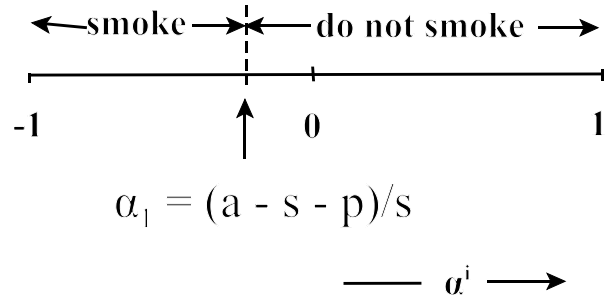 smoke do not smoke
-1 0 1
α₁ = (a - s - p)/s
αⁱ